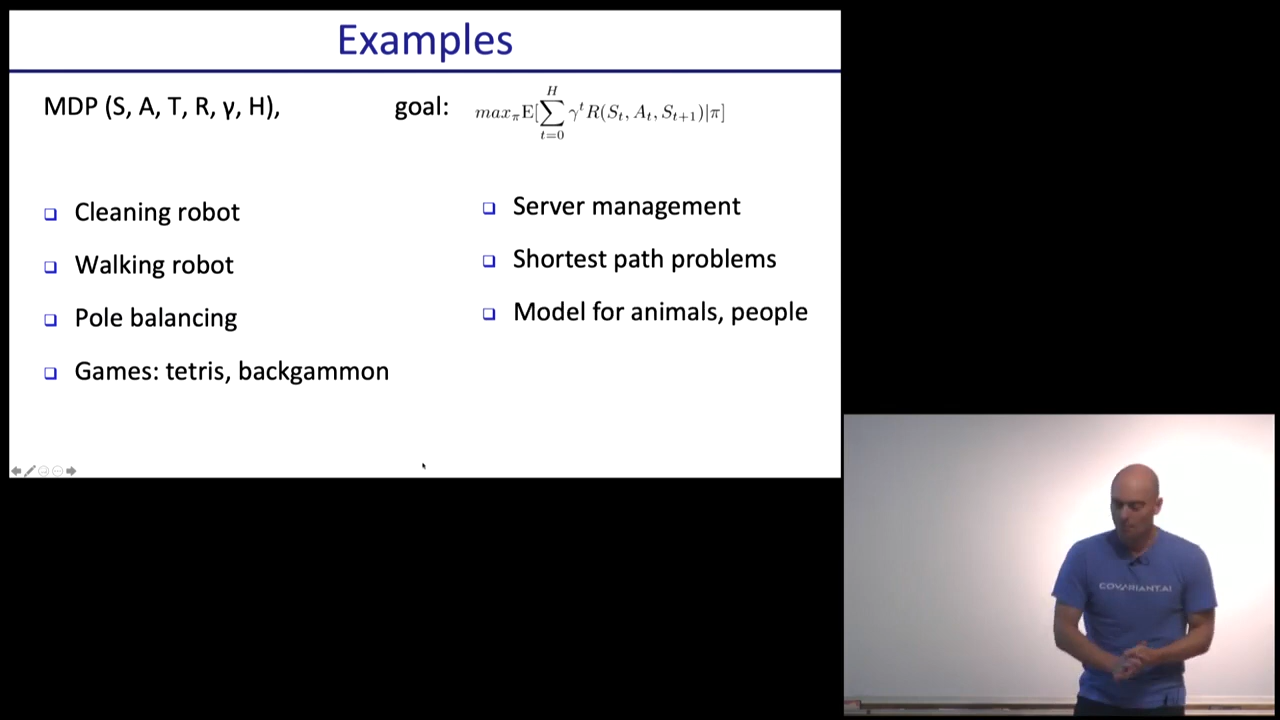 Examples
MDP (S, A, T, R, γ, H), goal: max_π E[∑_{t=0}^{H} γ^t R(S_t, A_t, S_{t+1})|π]
Cleaning robot
Walking robot
Pole balancing
Games: tetris, backgammon
Server management
Shortest path problems
Model for animals, people
COVARIANT.AI